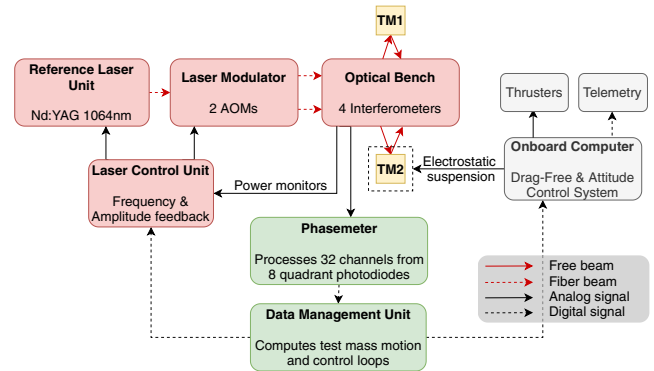 TM1
Reference Laser
Unit
Nd:YAG 1064nm
Laser Modulator
2 AOMs
Optical Bench
4 Interferometers
Thrusters
Telemetry
TM2
Electrostatic
suspension
Onboard Computer
Drag-Free & Attitude
Control System
Laser Control Unit
Frequency &
Amplitude feedback
Power monitors
Phasemeter
Processes 32 channels from
8 quadrant photodiodes
Free beam
Fiber beam
Analog signal
Digital signal
Data Management Unit
Computes test mass motion
and control loops